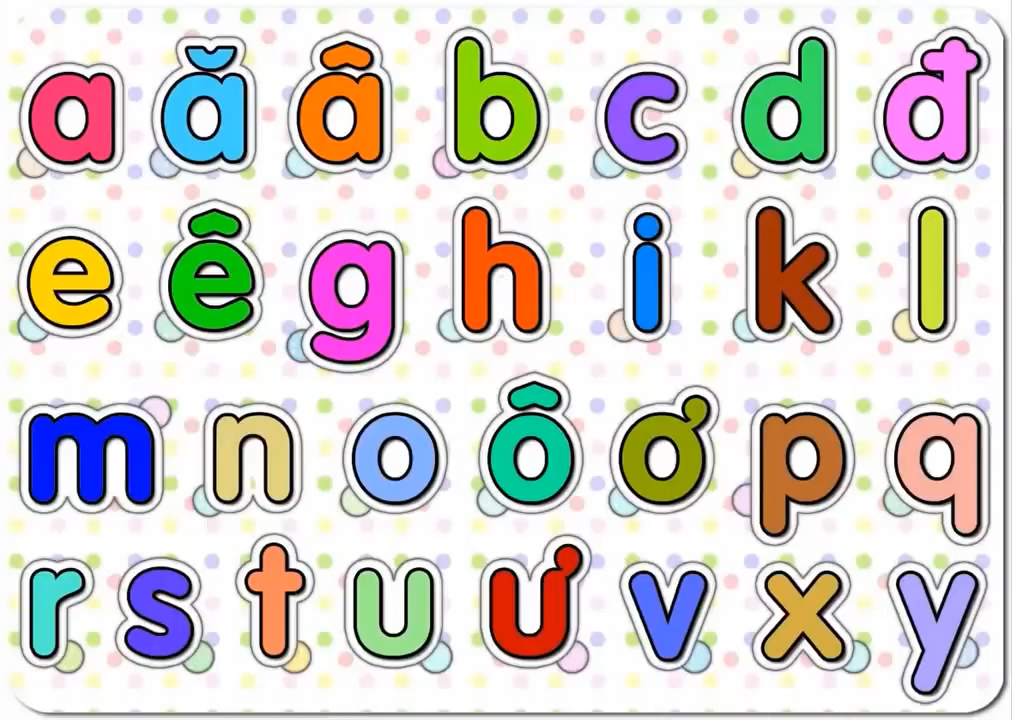 a ă â b c d đ
e ê g h i k l
m n o ô ơ p q
r s t u ư v x y